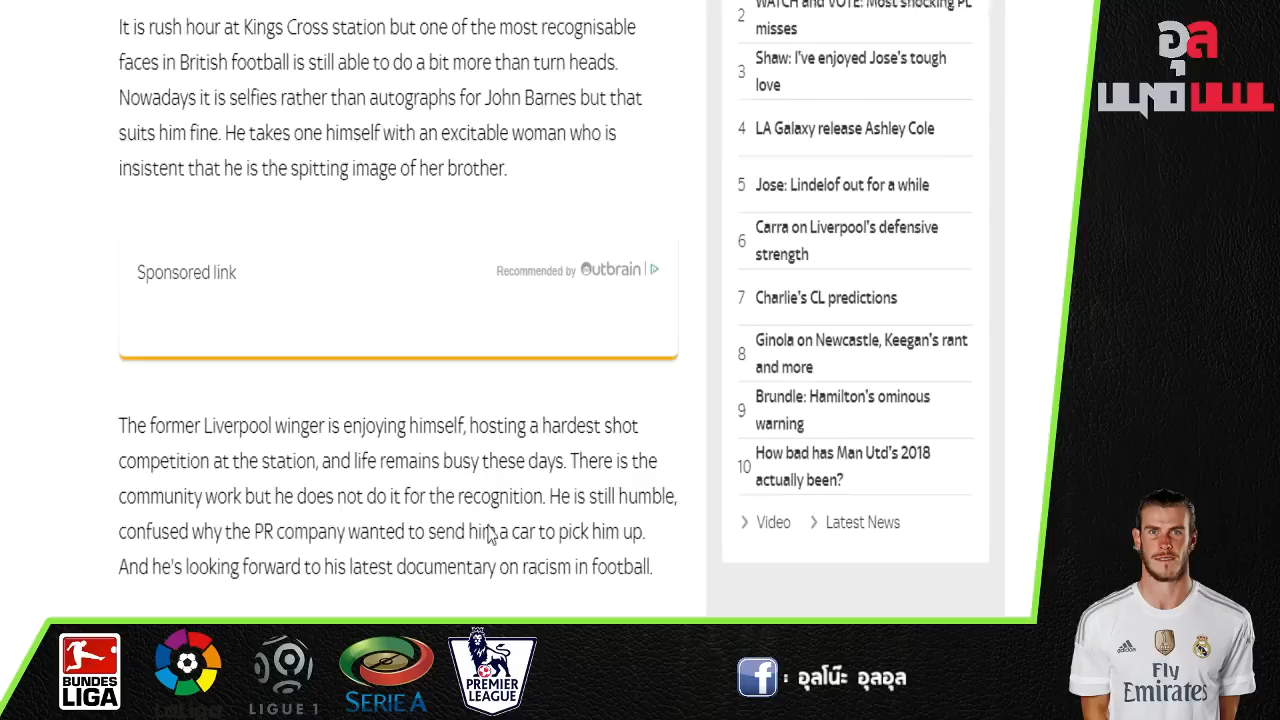 It is rush hour at Kings Cross station but one of the most recognisable
faces in British football is still able to do a bit more than turn heads.
Nowadays it is selfies rather than autographs for John Barnes but that
suits him fine. He takes one himself with an excitable woman who is
insistent that he is the spitting image of her brother.
Sponsored link
Recommended by Outbrain
The former Liverpool winger is enjoying himself, hosting a hardest shot
competition at the station, and life remains busy these days. There is the
community work but he does not do it for the recognition. He is still humble,
confused why the PR company wanted to send him a car to pick him up.
And he's looking forward to his latest documentary on racism in football.
2 WATCH and VOTE: Most shocking PL
misses
3 Shaw: I've enjoyed Jose's tough
love
4 LA Galaxy release Ashley Cole
5 Jose: Lindelof out for a while
6 Carra on Liverpool's defensive
strength
7 Charlie's CL predictions
8 Ginola on Newcastle, Keegan's rant
and more
9 Brundle: Hamilton's ominous
warning
10 How bad has Man Utd's 2018
actually been?
Video
Latest News
อุล
BUNDES
LIGA
LaLiga
LIGUE 1
SERIE A
PREMIER
LEAGUE
f : อุลโน๊ะ อุลอุล
adidas
Fly
Emirates